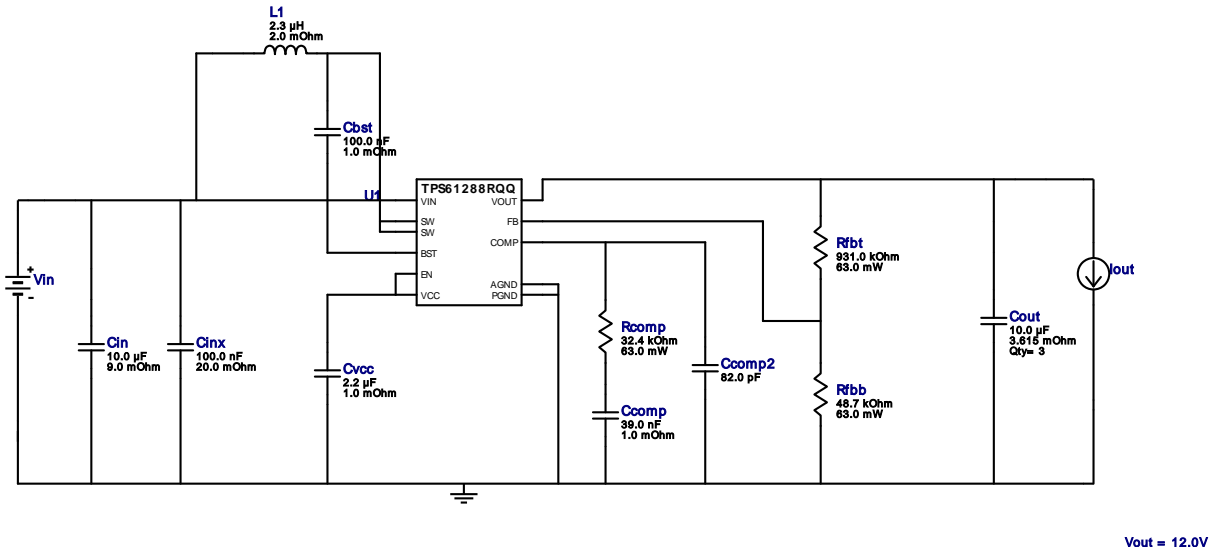 L1
2.3 µH
2.0 mOhm
Cbst
100.0 nF
1.0 mOhm
U1
TPS61288RQQ
VIN
VOUT
SW
FB
SW
COMP
BST
EN
AGND
VCC
PGND
+
Vin
-
Cin
10.0 µF
9.0 mOhm
Cinx
100.0 nF
20.0 mOhm
Cvcc
2.2 µF
1.0 mOhm
Rcomp
32.4 kOhm
63.0 mW
Ccomp
39.0 nF
1.0 mOhm
Ccomp2
82.0 pF
Rfbt
931.0 kOhm
63.0 mW
Rfbb
48.7 kOhm
63.0 mW
Cout
10.0 µF
3.615 mOhm
Qty= 3
Iout
Vout = 12.0V